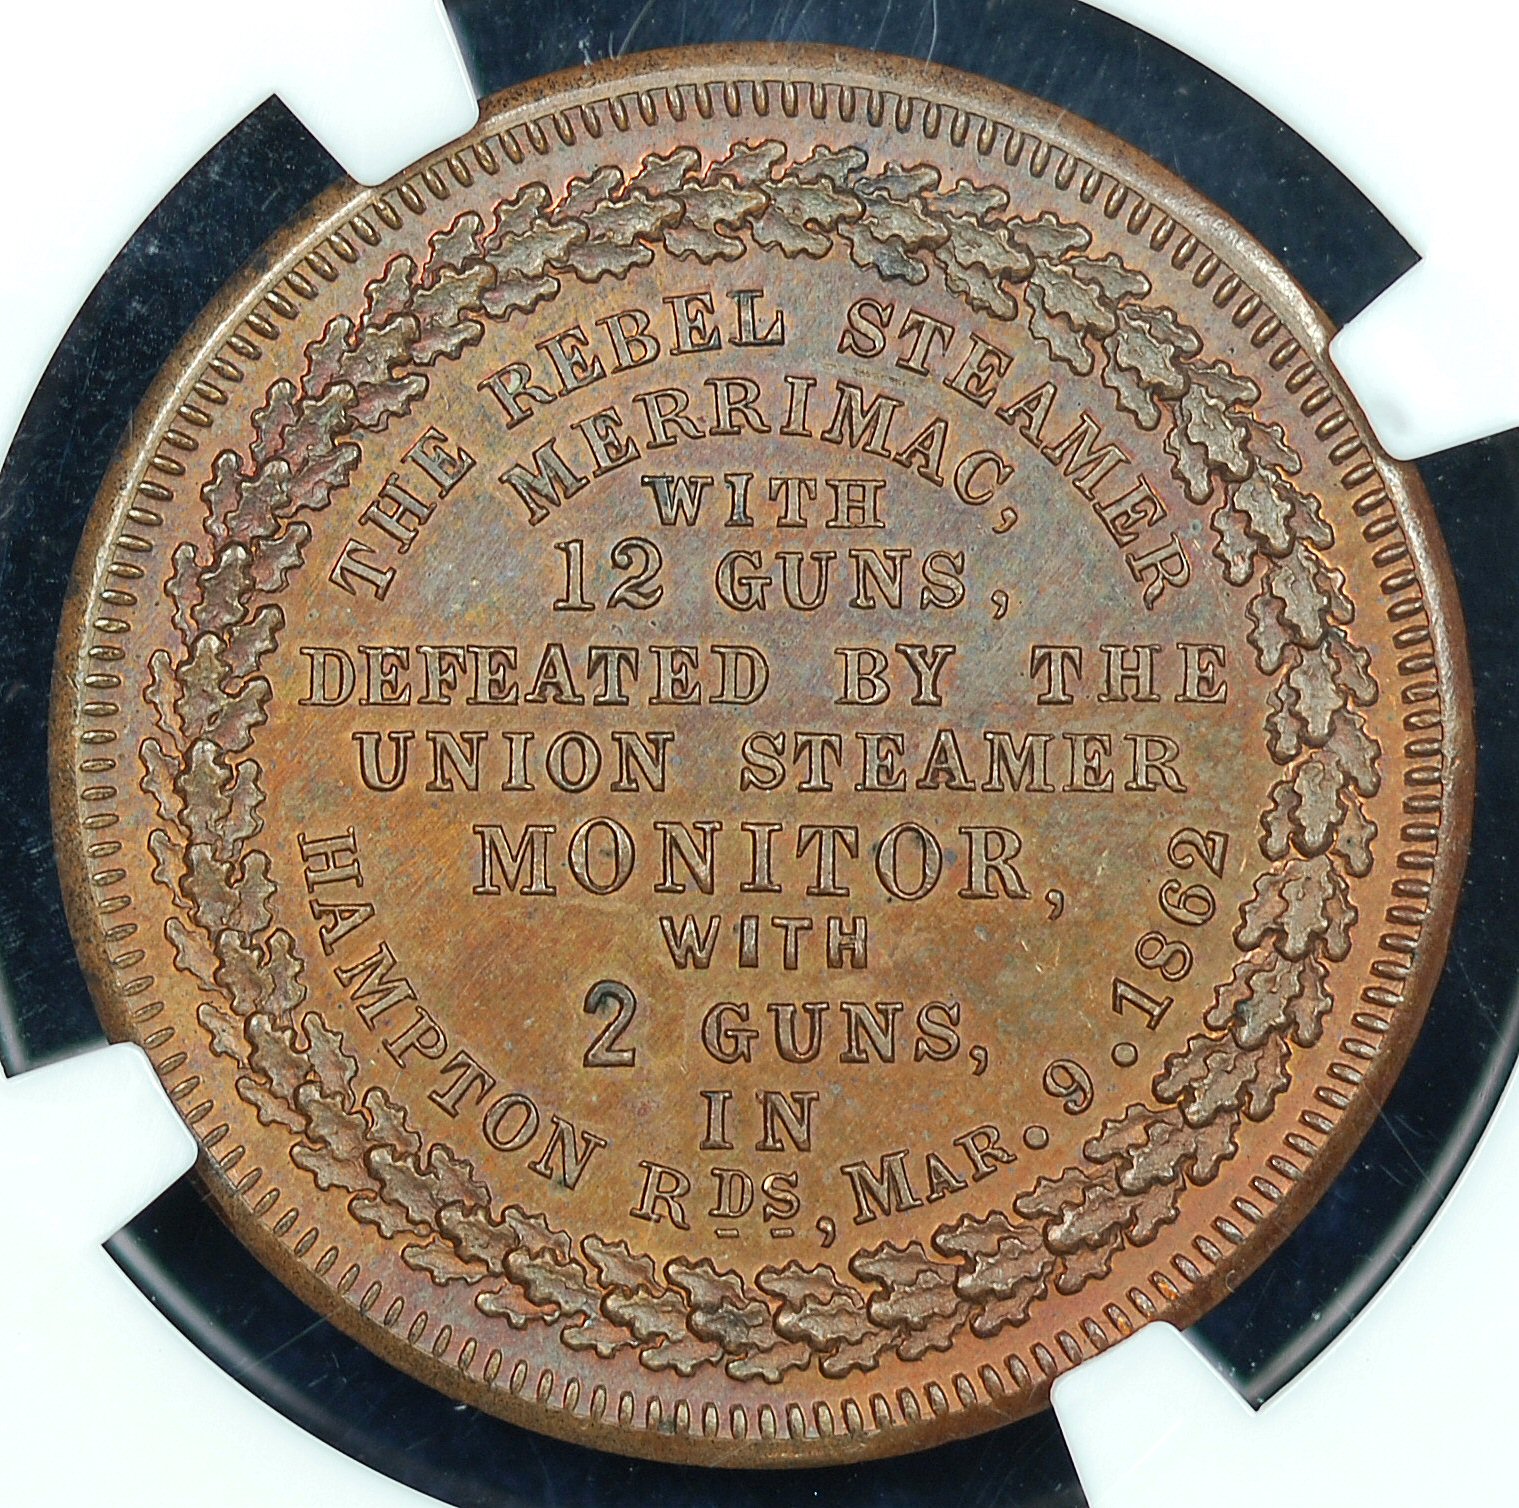 THE REBEL STEAMER
MERRIMAC,
WITH
12 GUNS,
DEFEATED BY THE
UNION STEAMER
MONITOR,
WITH
2 GUNS,
IN
HAMPTON RDS, MAR. 9. 1862